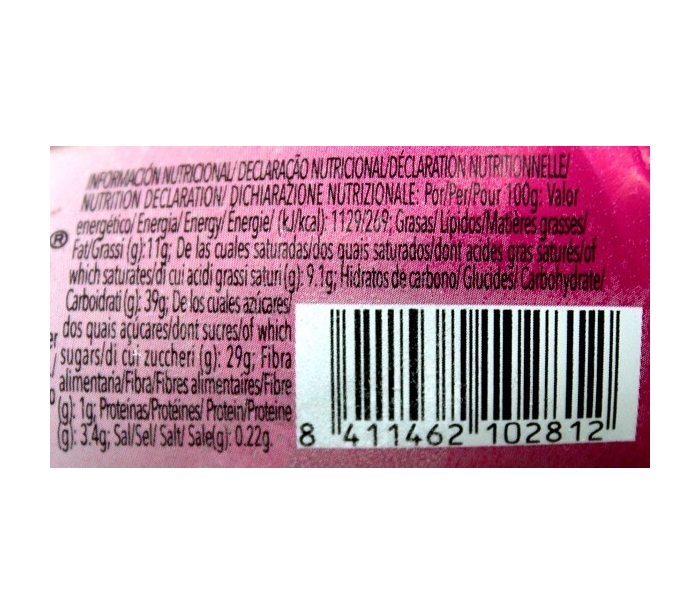 INFORMACIÓN NUTRICIONAL/ DECLARAÇÃO NUTRICIONAL/DÉCLARATION NUTRITIONNELLE/
NUTRITION DECLARATION/ DICHIARAZIONE NUTRIZIONALE: Por/Per/Pour 100g: Valor
energético/ Energia/ Energy/ Énergie/ (kJ/kcal): 1129/269; Grasas/ Lípidos/Matières grasses/
® Fat/Grassi (g):11g; De las cuales saturadas/dos quais saturados/dont acides gras saturés/of
which saturates/di cui acidi grassi saturi (g): 9.1g; Hidratos de carbono/ Glucides/ Carbohydrate/
Carboidrati (g): 39g; De los cuales azúcares/
dos quais açúcares/dont sucres/of which
sugars/di cui zuccheri (g): 29g; Fibra
alimentaria/Fibra/Fibres alimentaires/Fibre
(g): 1g; Proteínas/Protéines/ Protein/Proteine
(g): 3.4g; Sal/Sel/ Salt/ Sale(g): 0.22g.
8 411462 102812